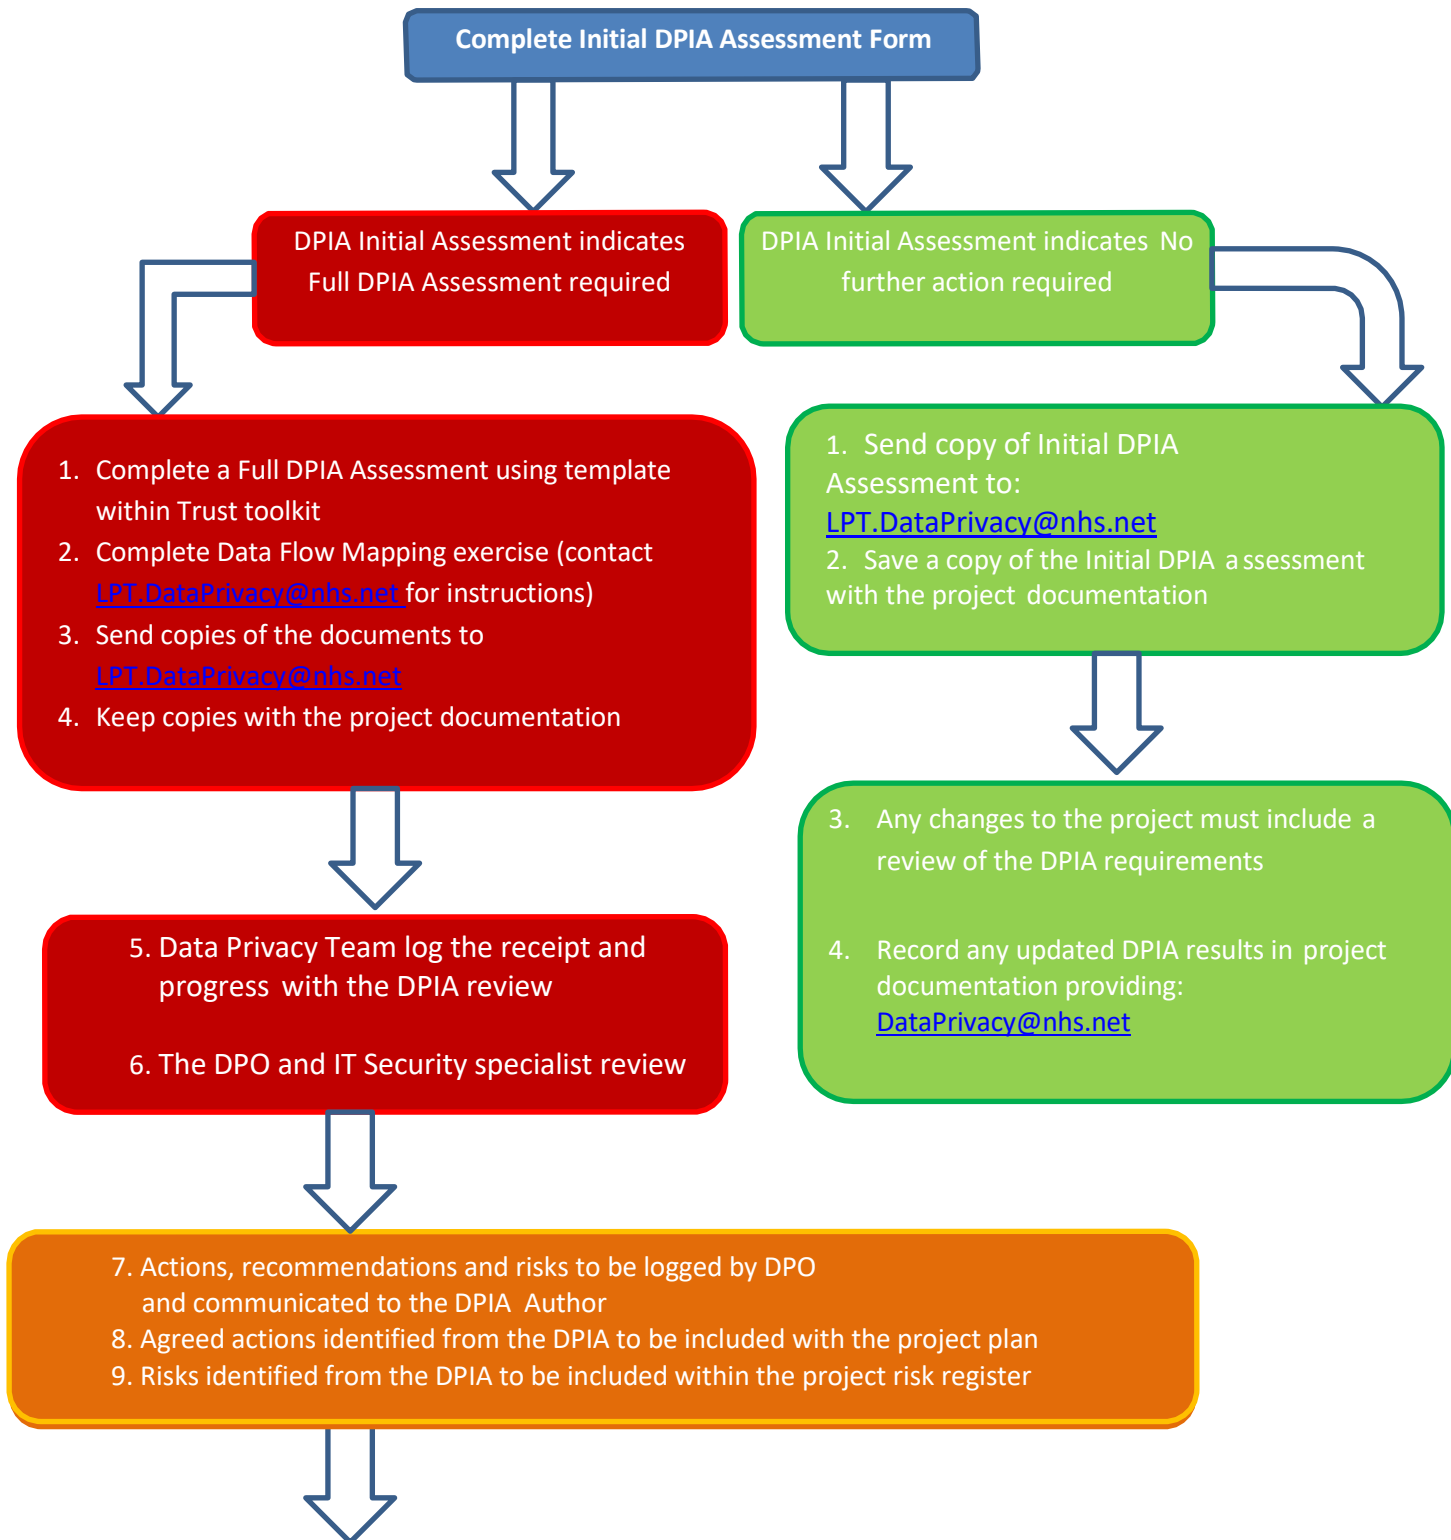 Complete Initial DPIA Assessment Form
DPIA Initial Assessment indicates
Full DPIA Assessment required
DPIA Initial Assessment indicates No
further action required
1. Complete a Full DPIA Assessment using template
within Trust toolkit
2. Complete Data Flow Mapping exercise (contact
LPT.DataPrivacy@nhs.net for instructions)
3. Send copies of the documents to
LPT.DataPrivacy@nhs.net
4. Keep copies with the project documentation
1. Send copy of Initial DPIA
Assessment to:
LPT.DataPrivacy@nhs.net
2. Save a copy of the Initial DPIA assessment
with the project documentation
3. Any changes to the project must include a
review of the DPIA requirements
4. Record any updated DPIA results in project
documentation providing:
DataPrivacy@nhs.net
5. Data Privacy Team log the receipt and
progress with the DPIA review
6. The DPO and IT Security specialist review
7. Actions, recommendations and risks to be logged by DPO
and communicated to the DPIA Author
8. Agreed actions identified from the DPIA to be included with the project plan
9. Risks identified from the DPIA to be included within the project risk register